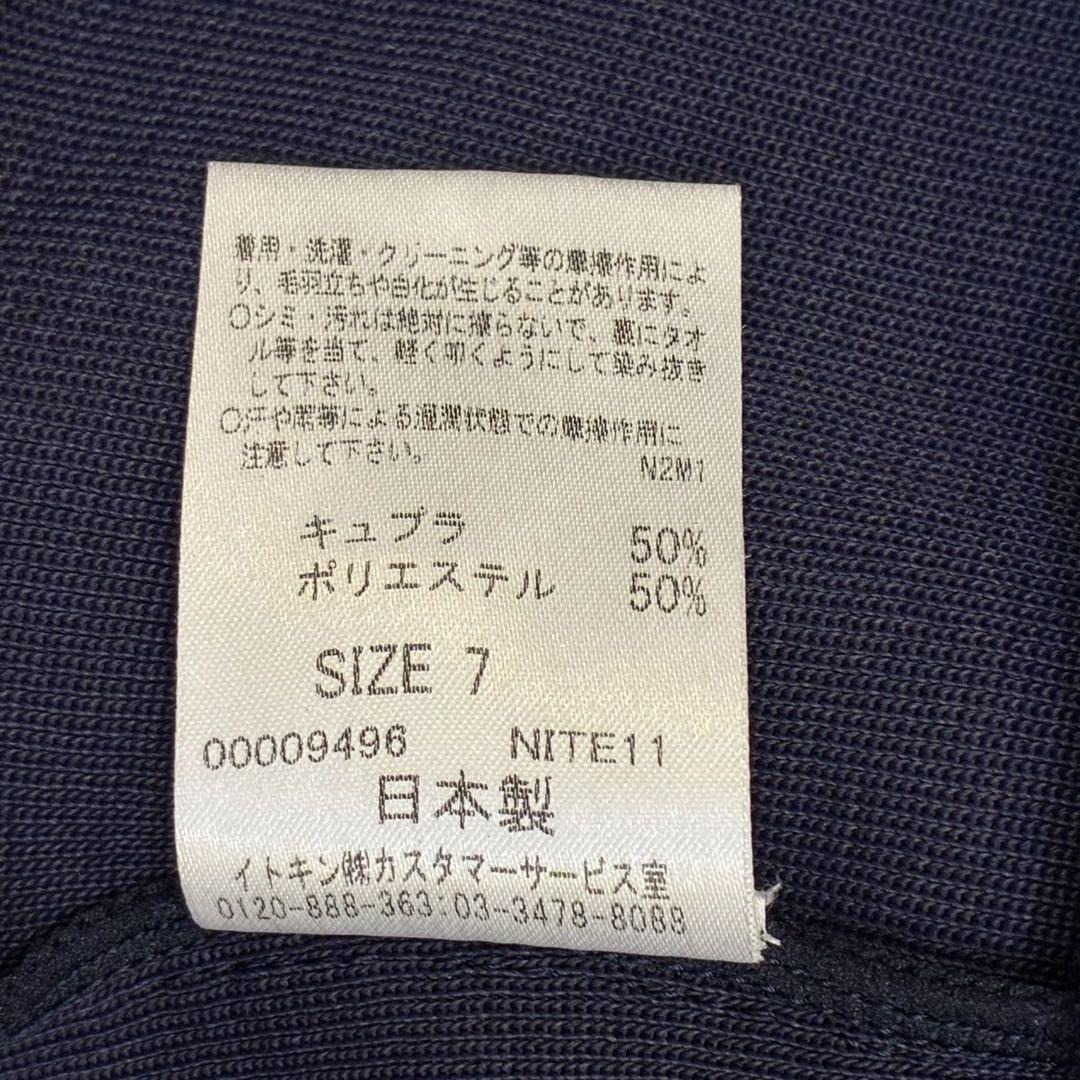 着用・洗濯・クリーニング等の摩擦作用によ
り、毛羽立ちや白化が生じることがあります。
〇シミ・汚れは絶対に擦らないで、裏にタオ
ル等を当て、軽く叩くようにして染み抜き
して下さい。
〇汗や雨等による湿潤状態での摩擦作用に
注意して下さい。
N2M1
キュプラ 50%
ポリエステル 50%
SIZE 7
00009496 NITE11
日本製
イトキン㈱カスタマーサービス室
0120-888-363:03-3478-8088